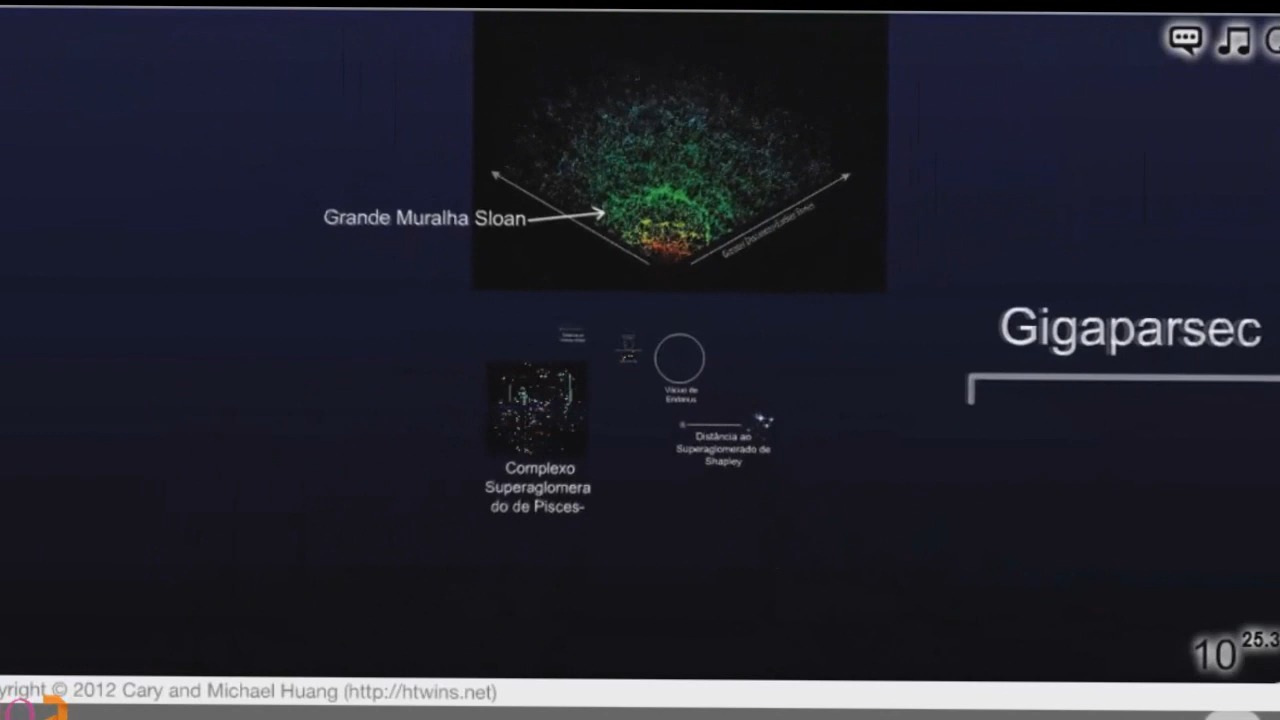 Grande Muralha Sloan
Gigaparsec
Vácuo de
Eridanus
Distância ao
Superaglomerado de
Shapley
Complexo
Superaglomera
do de Pisces-
10 25.3
yright © 2012 Cary and Michael Huang (http://htwins.net)